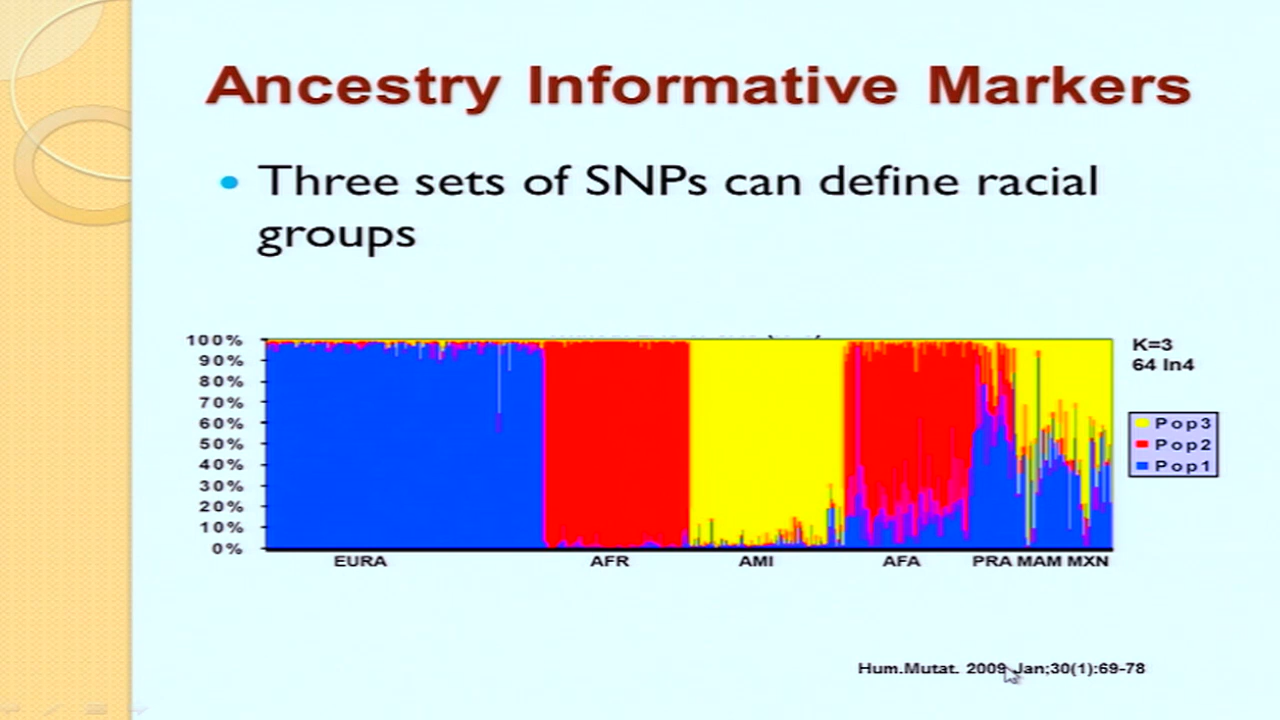 Ancestry Informative Markers
• Three sets of SNPs can define racial
groups
100%
90%
80%
70%
60%
50%
40%
30%
20%
10%
0%
EURA AFR AMI AFA PRA MAM MXN
K=3
64 In4
Pop3
Pop2
Pop1
Hum.Mutat. 2009 Jan;30(1):69-78